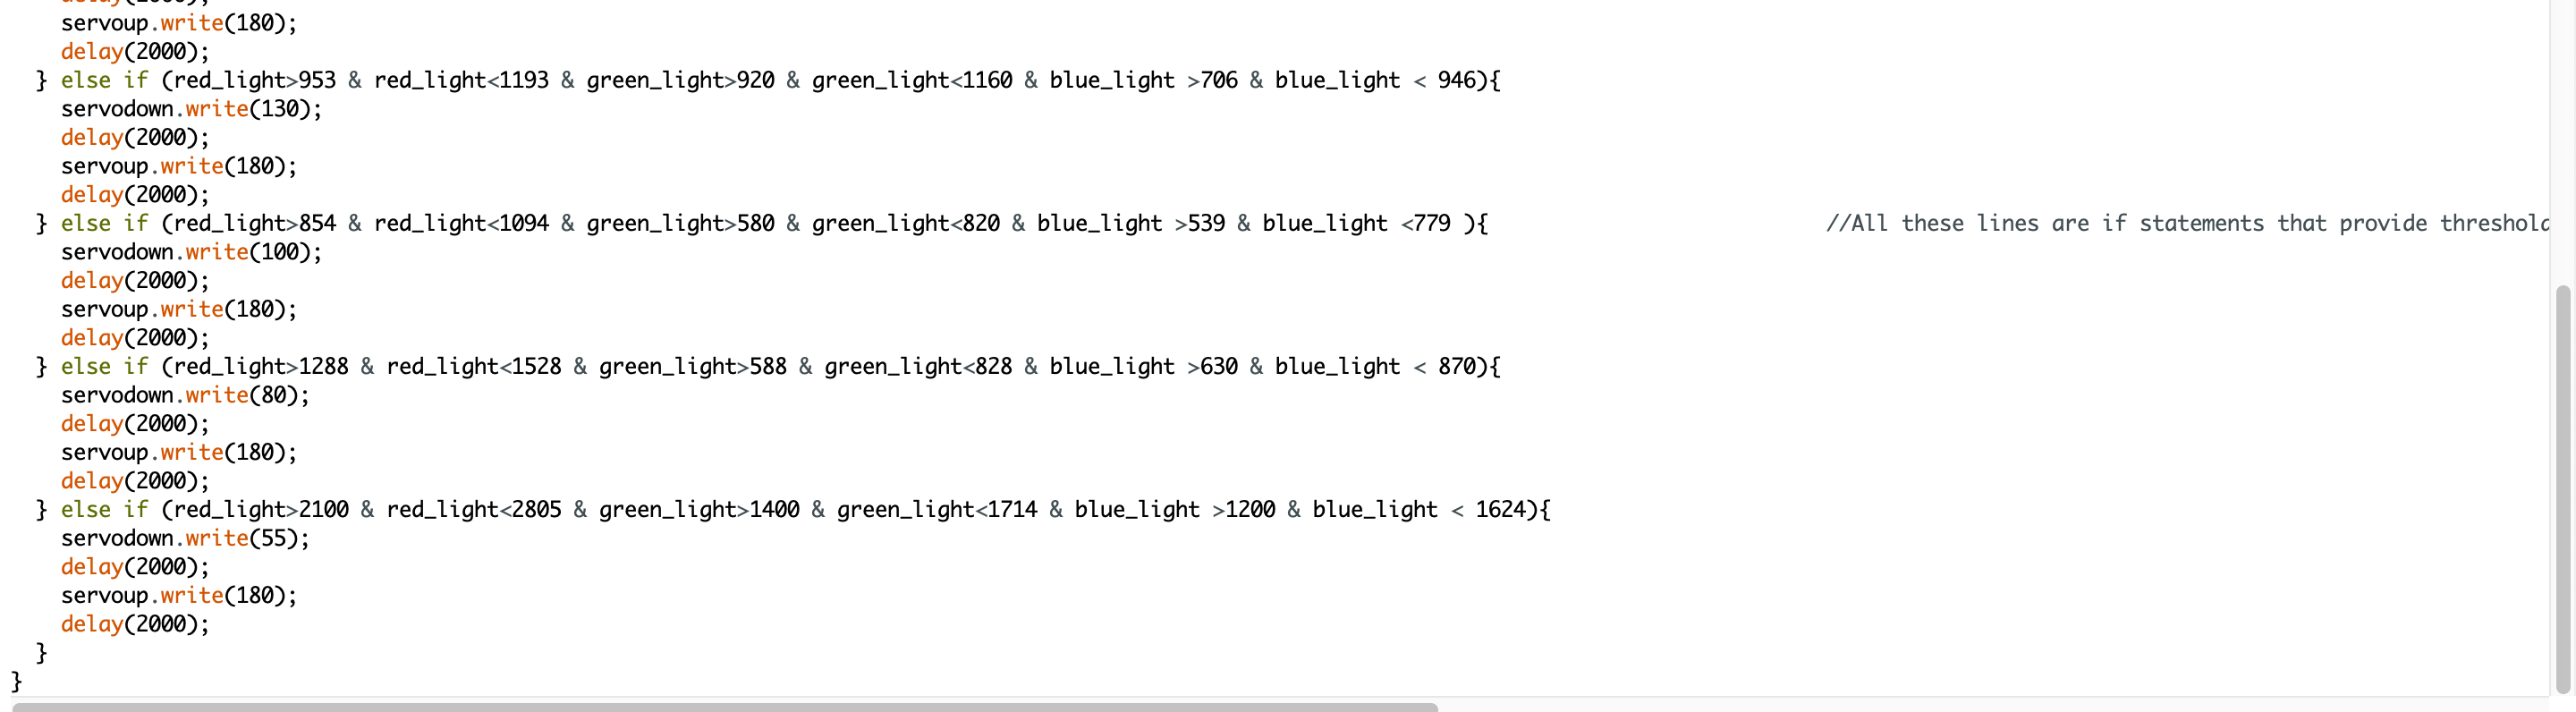 delay(2000);
    servoup.write(180);
    delay(2000);
  } else if (red_light>953 & red_light<1193 & green_light>920 & green_light<1160 & blue_light >706 & blue_light < 946){
    servodown.write(130);
    delay(2000);
    servoup.write(180);
    delay(2000);
  } else if (red_light>854 & red_light<1094 & green_light>580 & green_light<820 & blue_light >539 & blue_light <779 ){                           //All these lines are if statements that provide threshold
    servodown.write(100);
    delay(2000);
    servoup.write(180);
    delay(2000);
  } else if (red_light>1288 & red_light<1528 & green_light>588 & green_light<828 & blue_light >630 & blue_light < 870){
    servodown.write(80);
    delay(2000);
    servoup.write(180);
    delay(2000);
  } else if (red_light>2100 & red_light<2805 & green_light>1400 & green_light<1714 & blue_light >1200 & blue_light < 1624){
    servodown.write(55);
    delay(2000);
    servoup.write(180);
    delay(2000);
  }
}